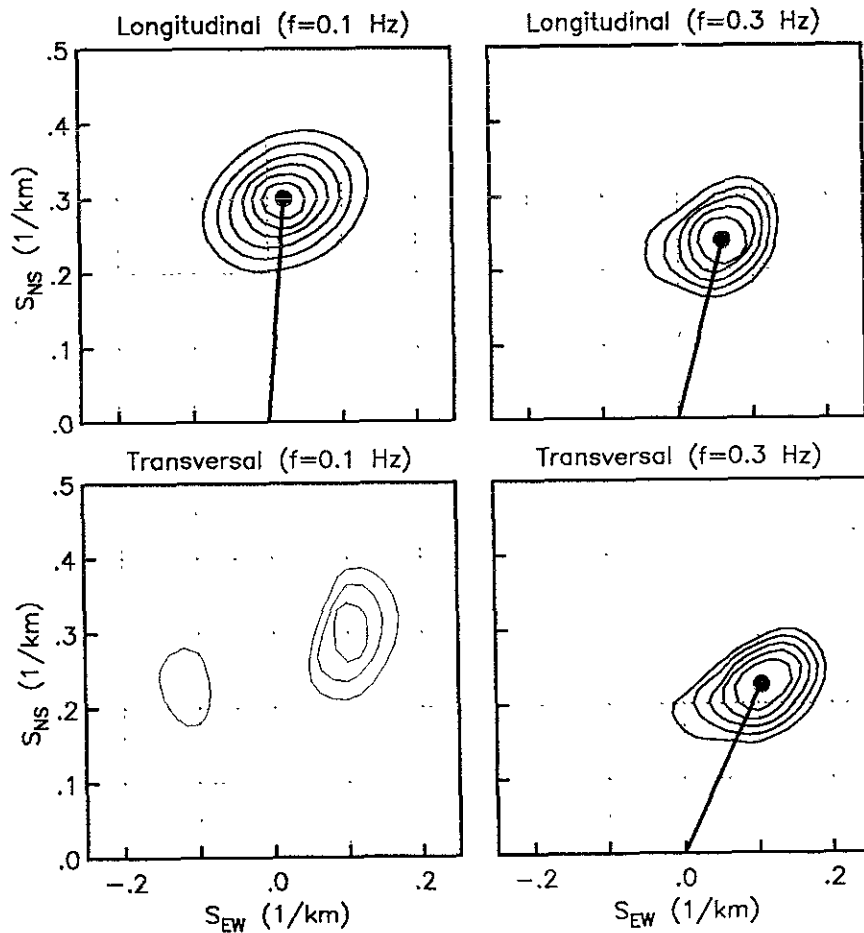 Longitudinal (f=0.1 Hz)
Longitudinal (f=0.3 Hz)
.5
.4
.3
.2
.1
.0
S_NS (1/km)
Transversal (f=0.1 Hz)
Transversal (f=0.3 Hz)
.5
.4
.3
.2
.1
.0
S_NS (1/km)
-.2
.0
.2
-.2
.0
.2
S_EW (1/km)
S_EW (1/km)